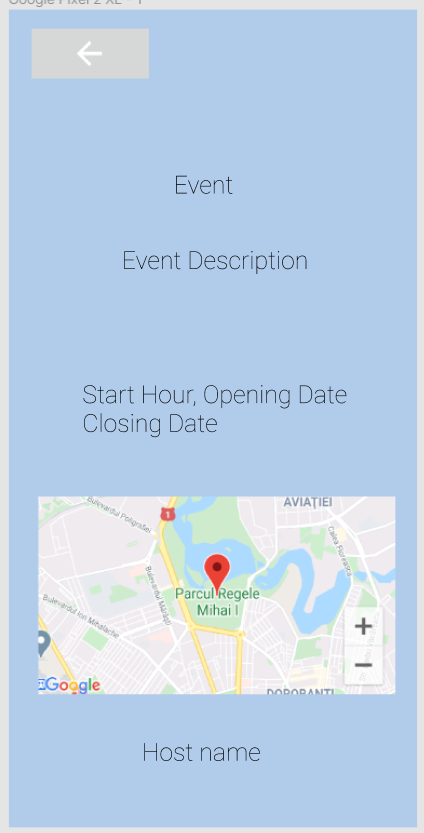 Google Pixel 2 XL - 1
Event
Event Description
Start Hour, Opening Date
Closing Date
AVIAȚIEI
1
Bulevardul Poligrafiei
Calea Floreasca
Bulevardul Mărăști
Parcul Regele
Mihai I
Bulevardul Ion Mihalache
+
−
Google
DOROBANȚI
Host name